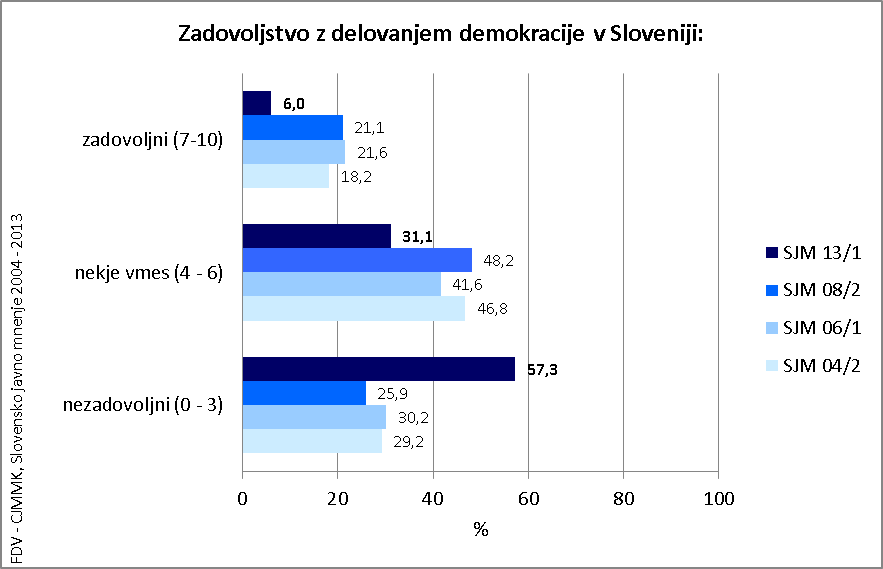 Zadovoljstvo z delovanjem demokracije v Sloveniji:
zadovoljni (7-10)
6,0
21,1
21,6
18,2
nekje vmes (4 - 6)
31,1
48,2
41,6
46,8
nezadovoljni (0 - 3)
57,3
25,9
30,2
29,2
0
20
40
60
80
100
%
SJM 13/1
SJM 08/2
SJM 06/1
SJM 04/2
FDV - CJMMK, Slovensko javno mnenje 2004 - 2013